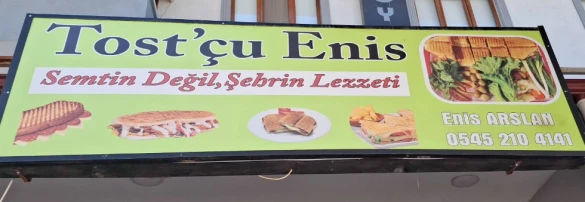 Tost'çu Enis
Semtin Değil,Şehrin Lezzeti
Enis ARSLAN
0545 210 4141